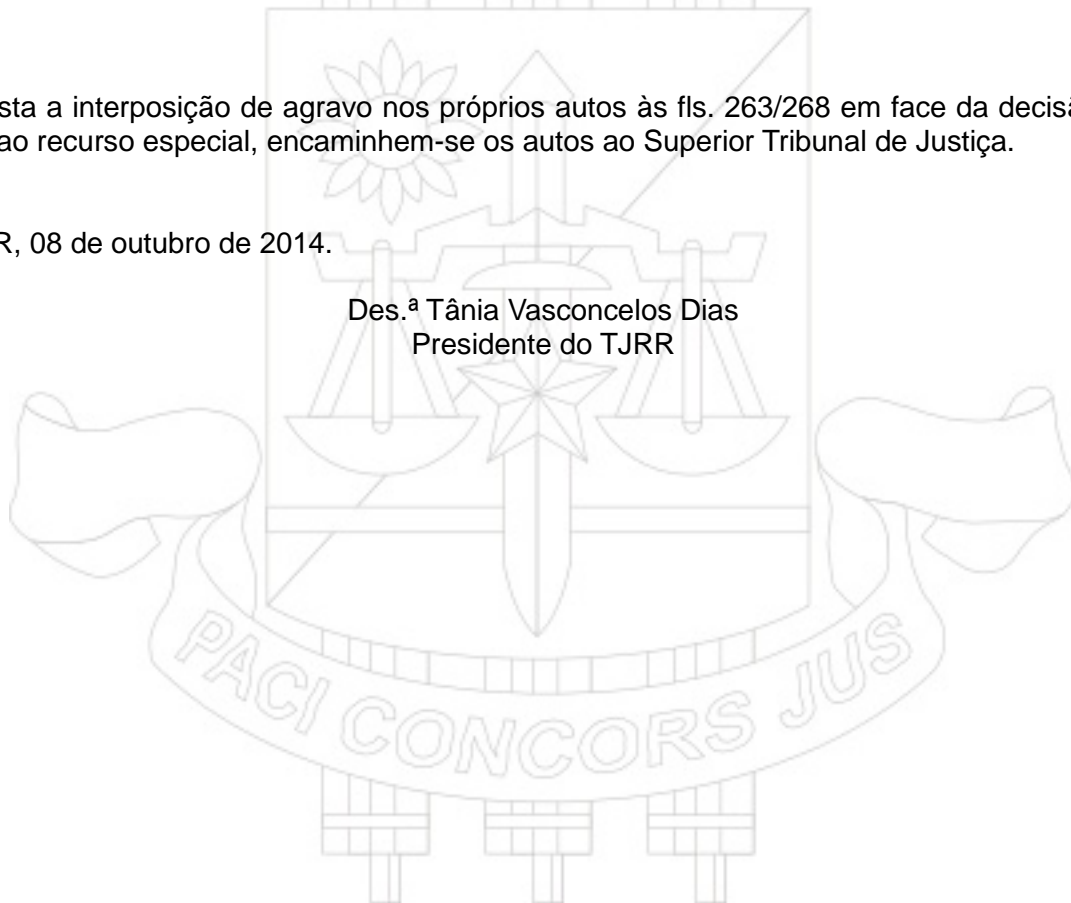 sta a interposição de agravo nos próprios autos às fls. 263/268 em face da decisã
ao recurso especial, encaminhem-se os autos ao Superior Tribunal de Justiça.
R, 08 de outubro de 2014.
Des.ª Tânia Vasconcelos Dias
Presidente do TJRR
PACI CONCORS JUS